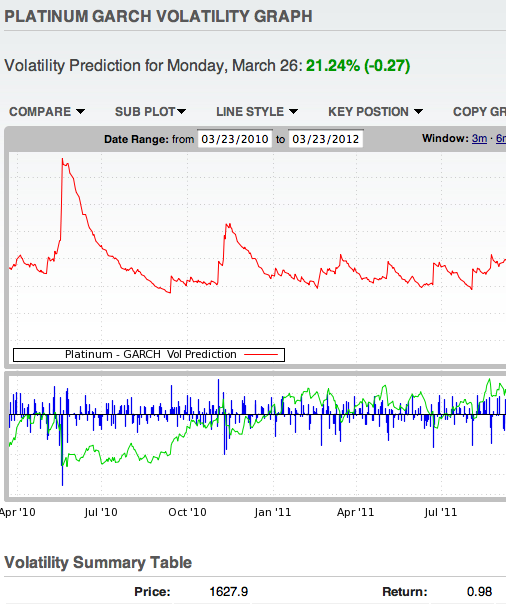 PLATINUM GARCH VOLATILITY GRAPH
Volatility Prediction for Monday, March 26: 21.24% (-0.27)
COMPARE SUB PLOT LINE STYLE KEY POSTION COPY GR
Date Range: from 03/23/2010 to 03/23/2012 Window: 3m · 6m
Platinum - GARCH Vol Prediction
Apr '10 Jul '10 Oct '10 Jan '11 Apr '11 Jul '11
Volatility Summary Table
Price: 1627.9 Return: 0.98